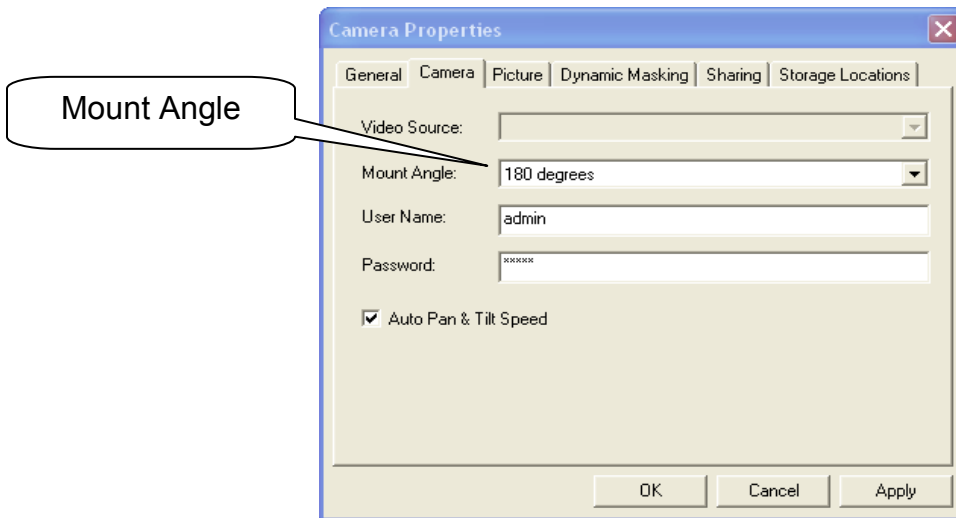 Camera Properties
General Camera Picture Dynamic Masking Sharing Storage Locations
Mount Angle
Video Source:
Mount Angle: 180 degrees
User Name: admin
Password: *****
Auto Pan & Tilt Speed
OK Cancel Apply